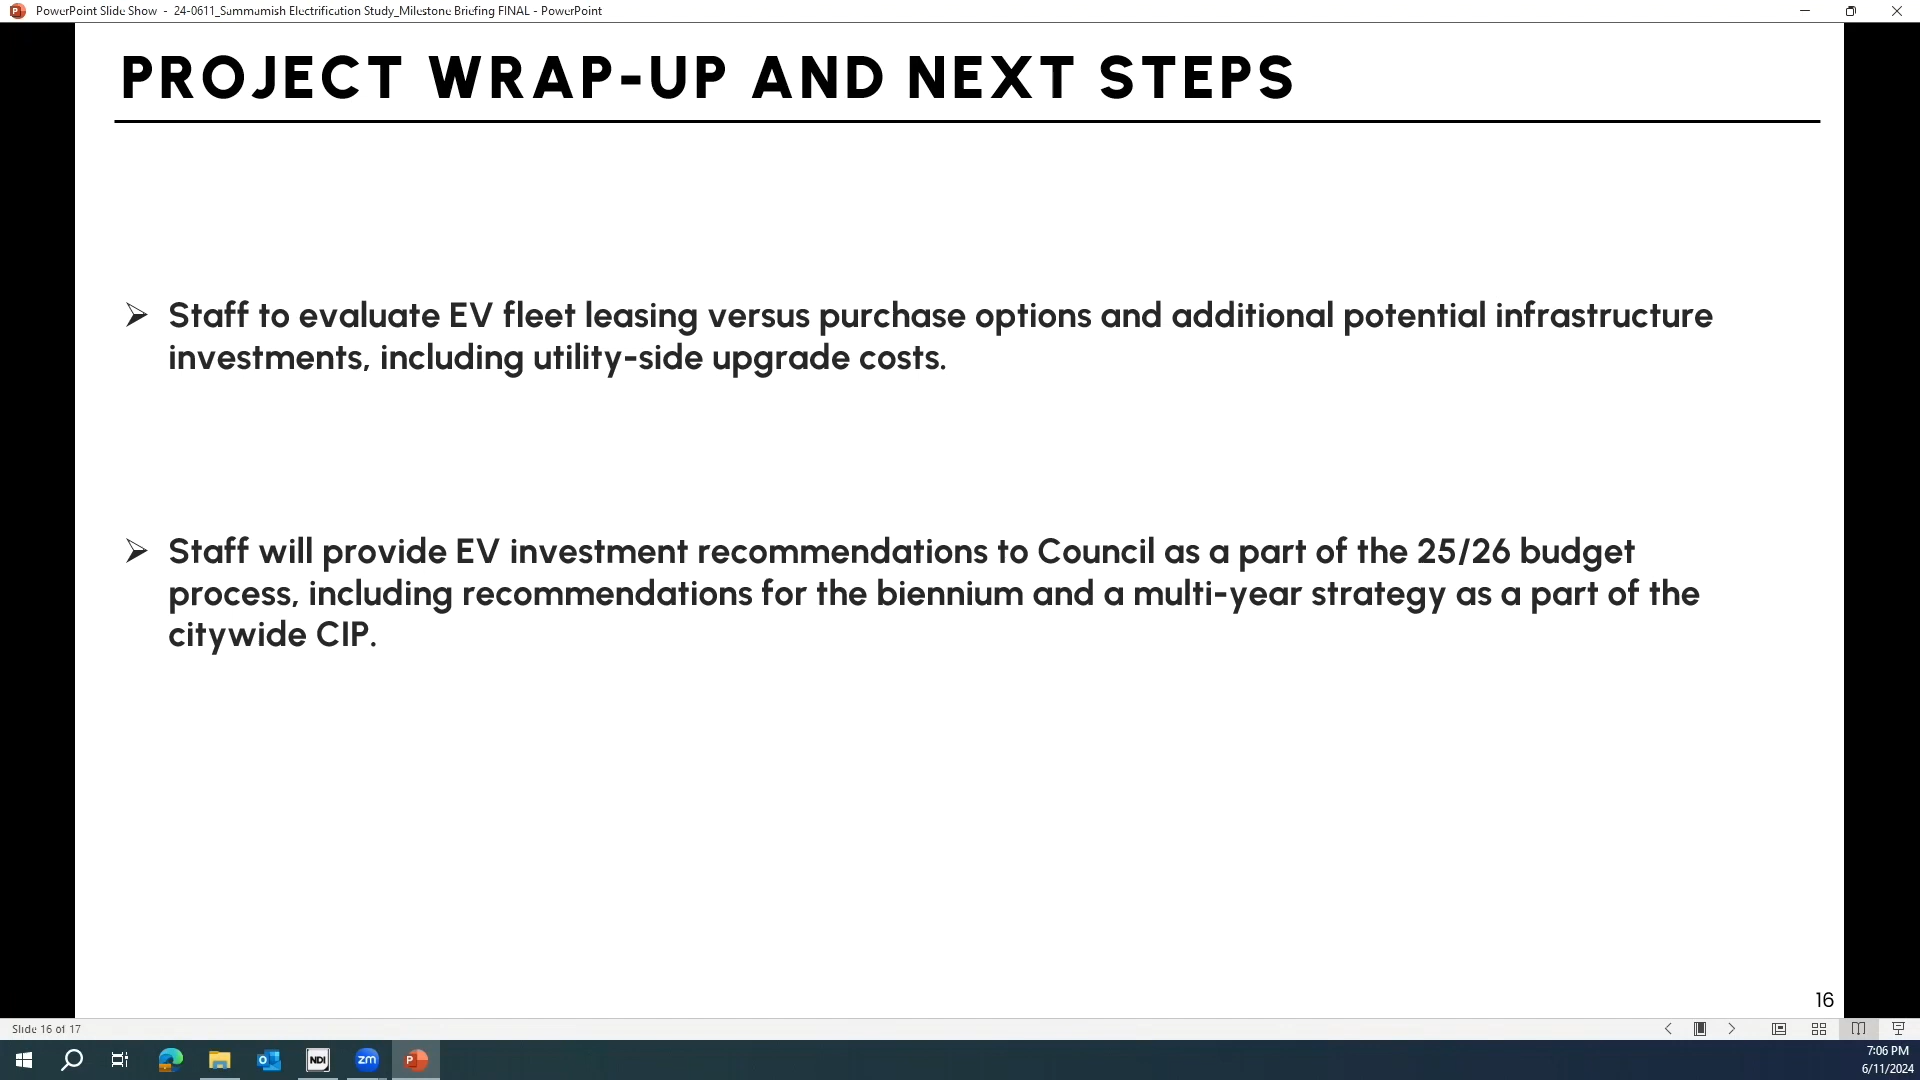 PowerPoint Slide Show - 24-0611_Sammamish Electrification Study_Milestone Briefing FINAL - PowerPoint
PROJECT WRAP-UP AND NEXT STEPS
Staff to evaluate EV fleet leasing versus purchase options and additional potential infrastructure
investments, including utility-side upgrade costs.
Staff will provide EV investment recommendations to Council as a part of the 25/26 budget
process, including recommendations for the biennium and a multi-year strategy as a part of the
citywide CIP.
16
Slide 16 of 17
NDI
zm
7:06 PM
6/11/2024